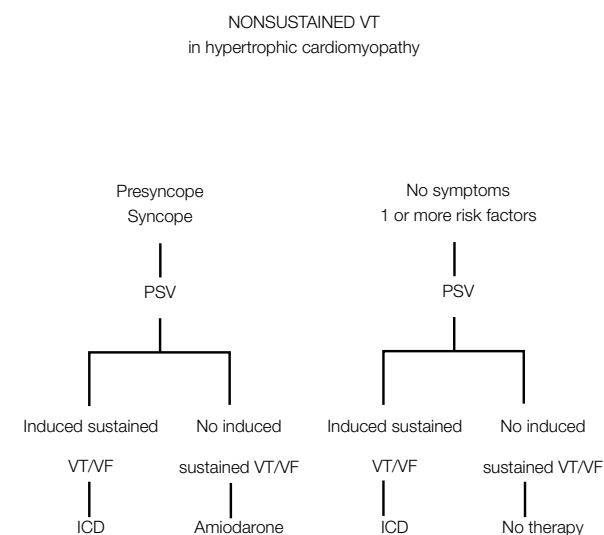 NONSUSTAINED VT
in hypertrophic cardiomyopathy
Presyncope
Syncope
PSV
Induced sustained
VT/VF
ICD
No induced
sustained VT/VF
Amiodarone
No symptoms
1 or more risk factors
PSV
Induced sustained
VT/VF
ICD
No induced
sustained VT/VF
No therapy